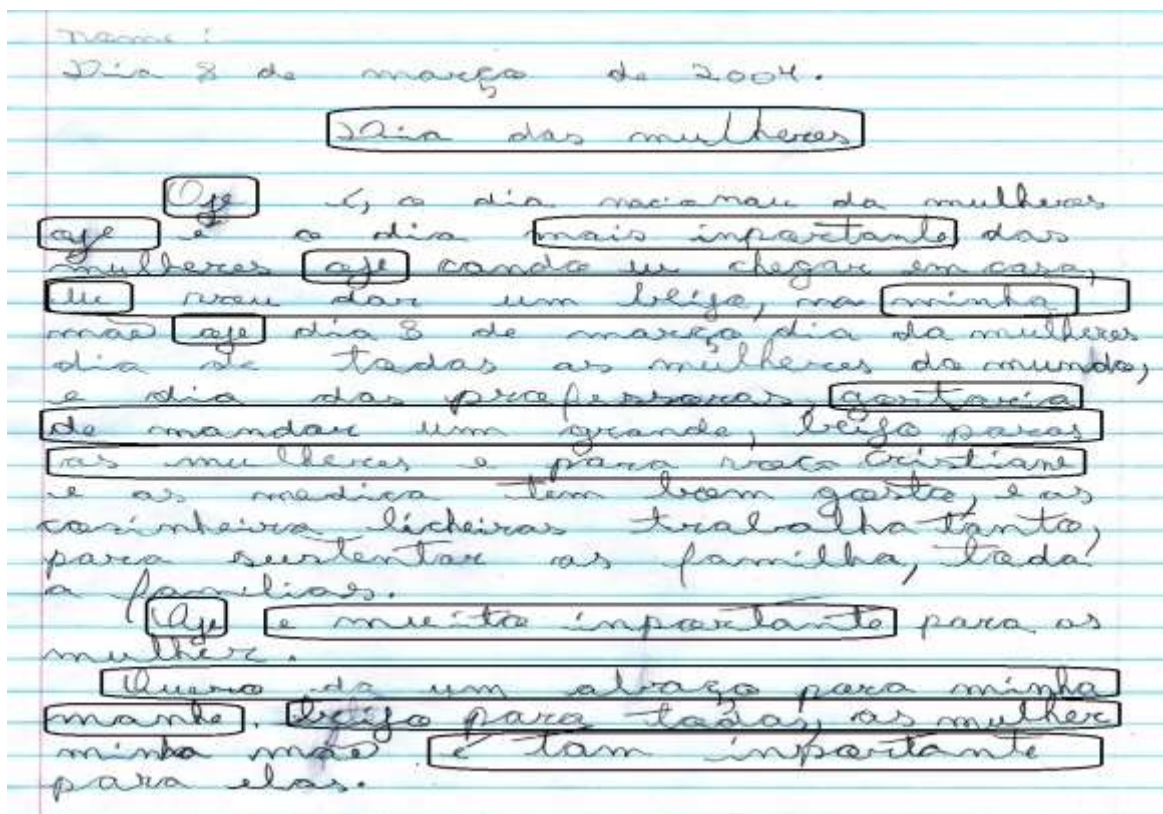 nome:
Dia 8 de março de 2004.
Dia das mulheres
Oje é, o dia nacionau da mulheres
oje é o dia mais inportante das
mulheres oje cando eu chegar em casa,
eu vou dar um beijo, na minha
mãe oje dia 8 de março dia da mulheres
dia de todas as mulheres do mundo,
e dia das professoras, gostaria
de mandar um grande, beijo paras
as mulheres e para voce Cristiane
e as medica tem bom gosto, e as
cosinheira licheiras trabalha tanto,
para sustentar as familha, toda
a familias.
Oje e muito inportante para as
mulher.
Quero da um abraço para minha
manhe. beijo para todas, as mulher
minha mãe é tam inportante
para elas.